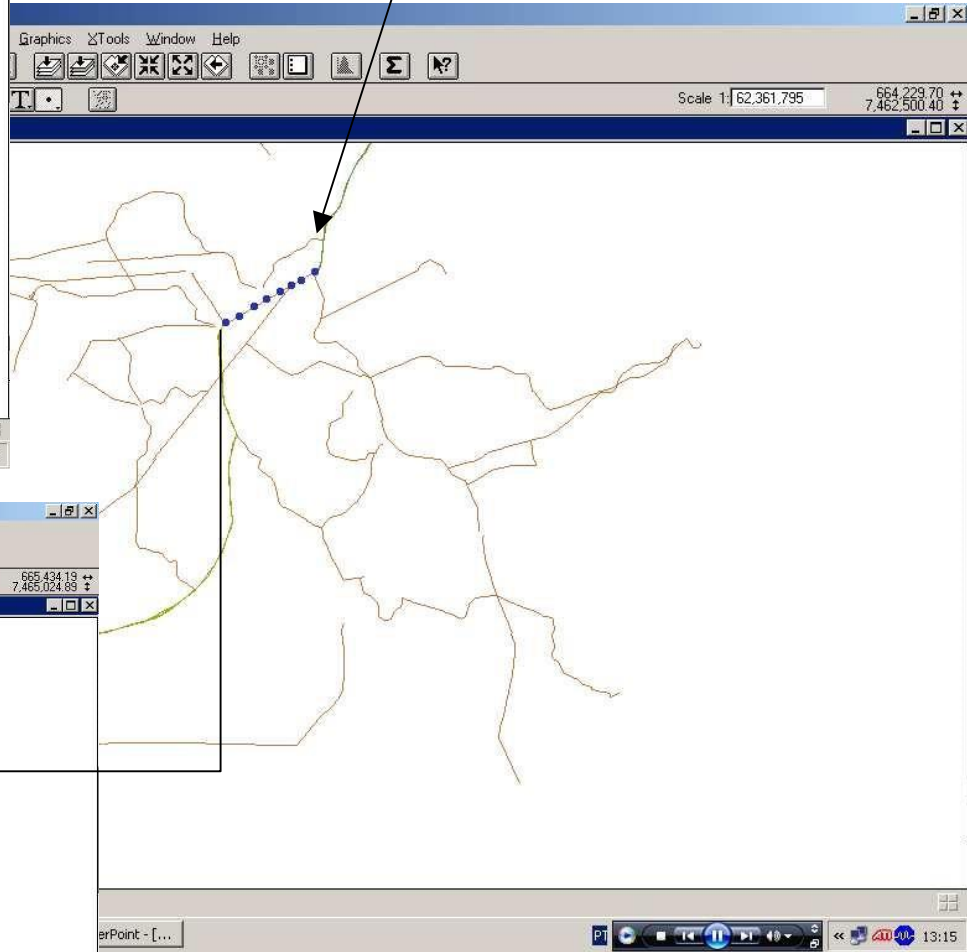 Graphics XTools Window Help
Σ
T.
Scale 1: 62,361,795
664,229.70
7,462,500.40
665,434.19
7,465,024.89
erPoint - [...
PT
13:15